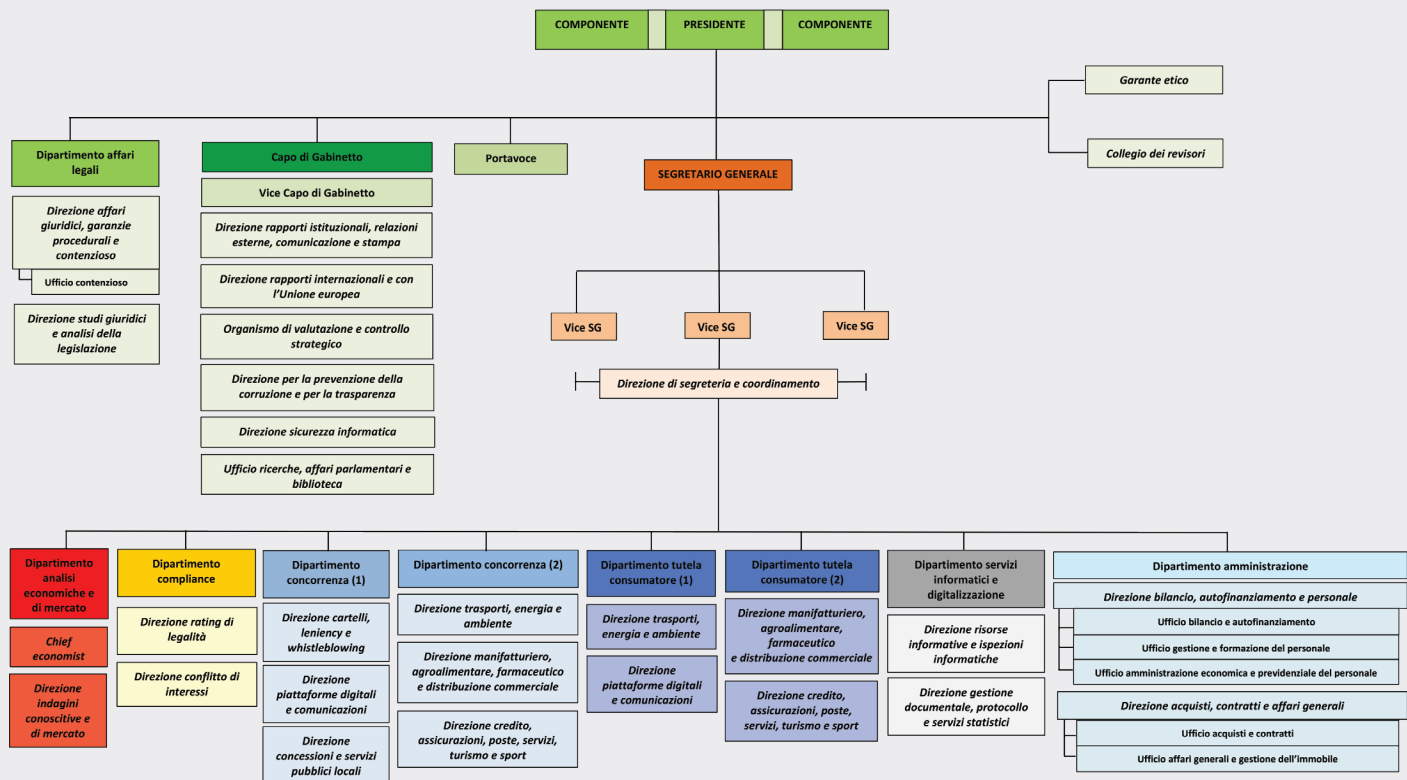 COMPONENTE
PRESIDENTE
COMPONENTE
Garante etico
Collegio dei revisori
Dipartimento affari
legali
Direzione affari
giuridici, garanzie
procedurali e
contenzioso
Ufficio contenzioso
Direzione studi giuridici
e analisi della
legislazione
Capo di Gabinetto
Vice Capo di Gabinetto
Direzione rapporti istituzionali, relazioni
esterne, comunicazione e stampa
Direzione rapporti internazionali e con
l'Unione europea
Organismo di valutazione e controllo
strategico
Direzione per la prevenzione della
corruzione e per la trasparenza
Direzione sicurezza informatica
Ufficio ricerche, affari parlamentari e
biblioteca
Portavoce
SEGRETARIO GENERALE
Vice SG
Vice SG
Vice SG
Direzione di segreteria e coordinamento
Dipartimento
analisi
economiche e
di mercato
Chief
economist
Direzione
indagini
conoscitive e
di mercato
Dipartimento
compliance
Direzione rating di
legalità
Direzione conflitto di
interessi
Dipartimento
concorrenza (1)
Direzione cartelli,
leniency e
whistleblowing
Direzione
piattaforme digitali
e comunicazioni
Direzione
concessioni e servizi
pubblici locali
Dipartimento concorrenza (2)
Direzione trasporti, energia e
ambiente
Direzione manifatturiero,
agroalimentare, farmaceutico
e distribuzione commerciale
Direzione credito,
assicurazioni, poste, servizi,
turismo e sport
Dipartimento tutela
consumatore (1)
Direzione trasporti,
energia e ambiente
Direzione
piattaforme digitali
e comunicazioni
Dipartimento tutela
consumatore (2)
Direzione manifatturiero,
agroalimentare,
farmaceutico
e distribuzione commerciale
Direzione credito,
assicurazioni, poste,
servizi, turismo e sport
Dipartimento servizi
informatici e
digitalizzazione
Direzione risorse
informative e ispezioni
informatiche
Direzione gestione
documentale, protocollo
e servizi statistici
Dipartimento amministrazione
Direzione bilancio, autofinanziamento e personale
Ufficio bilancio e autofinanziamento
Ufficio gestione e formazione del personale
Ufficio amministrazione economica e previdenziale del personale
Direzione acquisti, contratti e affari generali
Ufficio acquisti e contratti
Ufficio affari generali e gestione dell'immobile